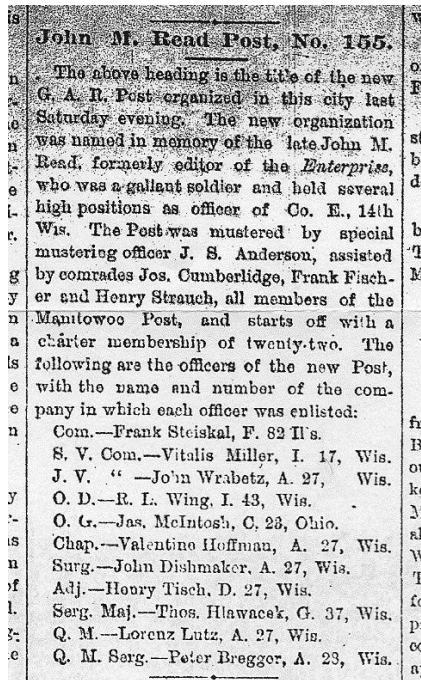 John M. Read Post, No. 155.
The above heading is the title of the new
G. A. R. Post organized in this city last
Saturday evening. The new organization
was named in memory of the late John M.
Read, formerly editor of the Enterprise,
who was a gallant soldier and held several
high positions as officer of Co. E., 14th
Wis. The Post was mustered by special
mustering officer J. S. Anderson, assisted
by comrades Jos. Cumberlidge, Frank Fisch-
er and Henry Strauch, all members of the
Manitowoc Post, and starts off with a
charter membership of twenty-two. The
following are the officers of the new Post,
with the name and number of the com-
pany in which each officer was enlisted:
Com.—Frank Steiskal, F. 82 Ills.
S. V. Com.—Vitalis Miller, I. 17, Wis.
J. V. " —John Wrabetz, A. 27, Wis.
O. D.—R. L. Wing, I. 43, Wis.
O. G.—Jas. McIntosh, C. 23, Ohio.
Chap.—Valentine Hoffman, A. 27, Wis.
Surg.—John Dishmaker, A. 27, Wis.
Adj.—Henry Tisch, D. 27, Wis.
Serg. Maj.—Thos. Hlawacek, G. 37, Wis.
Q. M.—Lorenz Lutz, A. 27, Wis.
Q. M. Serg.—Peter Bregger, A. 23, Wis.